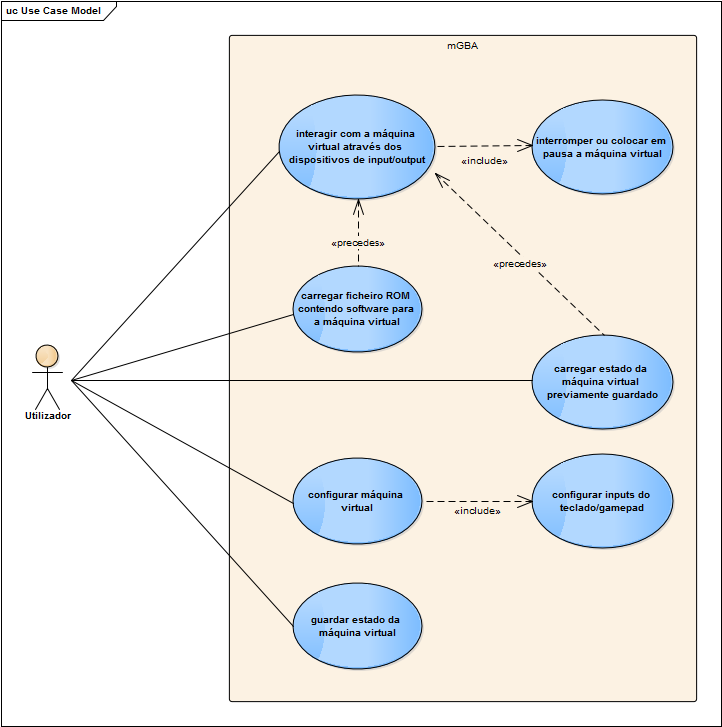 uc Use Case Model
mGBA
interagir com a máquina
virtual através dos
dispositivos de input/output
interromper ou colocar em
pausa a máquina virtual
«include»
«precedes»
«precedes»
carregar ficheiro ROM
contendo software para
a máquina virtual
carregar estado da
máquina virtual
previamente guardado
Utilizador
configurar máquina
virtual
«include»
configurar inputs do
teclado/gamepad
guardar estado da
máquina virtual